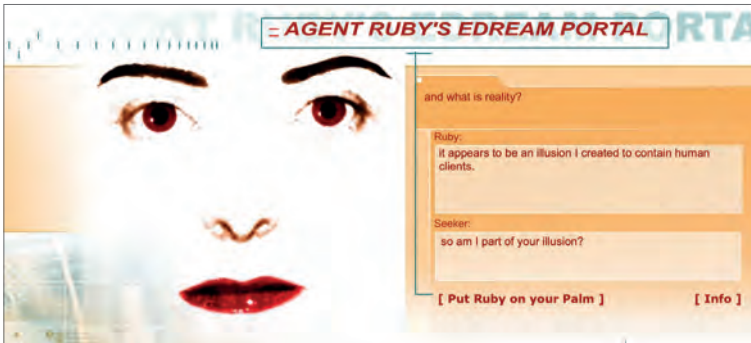 AGENT RUBY'S EDREAM PORTAL
and what is reality?
Ruby:
it appears to be an illusion I created to contain human
clients.
Seeker:
so am I part of your illusion?
[ Put Ruby on your Palm ]
[ Info ]